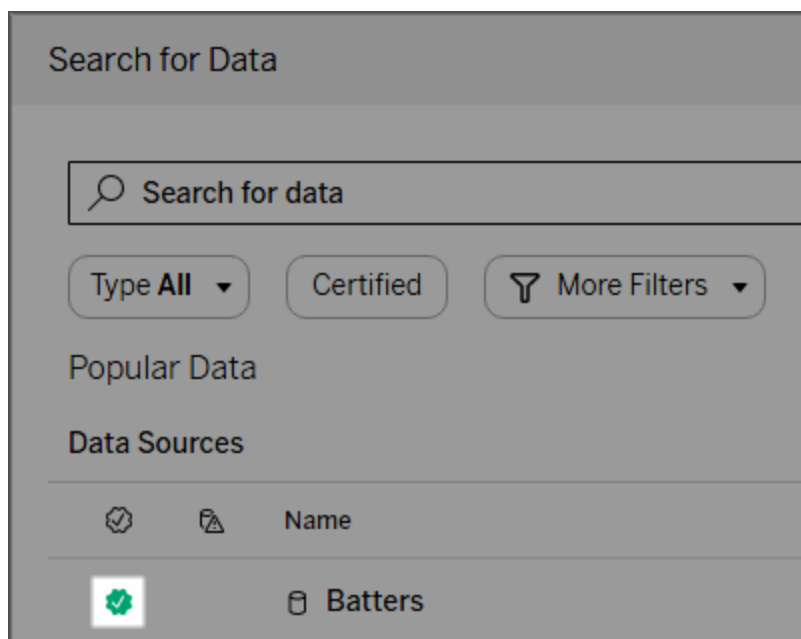 Search for Data
Search for data
Type All Certified More Filters
Popular Data
Data Sources
Name
Batters